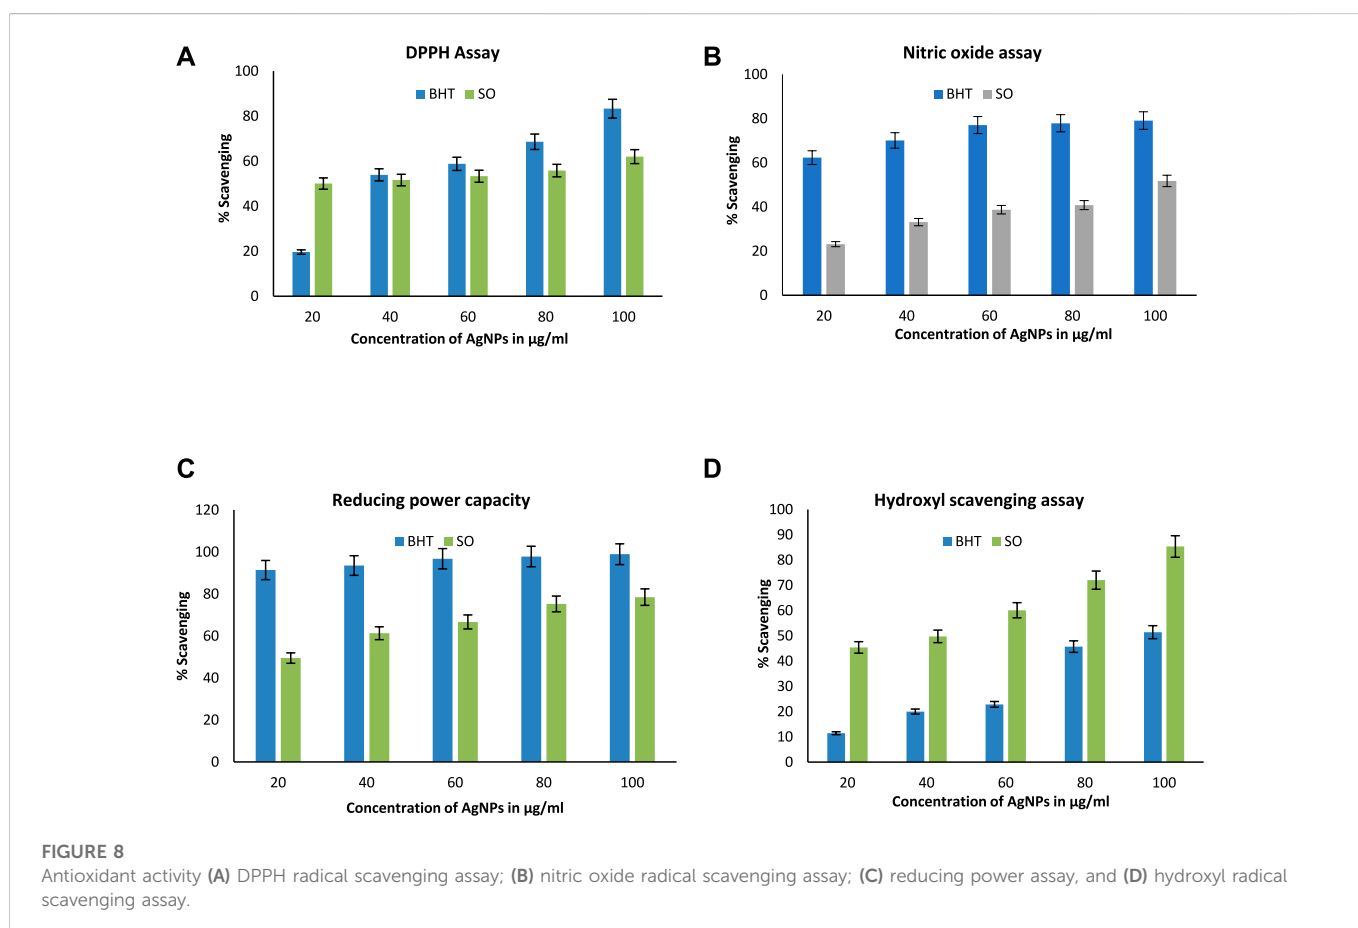 A
DPPH Assay
BHT SO
% Scavenging
100
80
60
40
20
0
20 40 60 80 100
Concentration of AgNPs in µg/ml
B
Nitric oxide assay
BHT SO
% Scavenging
100
80
60
40
20
0
20 40 60 80 100
Concentration of AgNPs in µg/ml
C
Reducing power capacity
BHT SO
% Scavenging
120
100
80
60
40
20
0
20 40 60 80 100
Concentration of AgNPs in µg/ml
D
Hydroxyl scavenging assay
BHT SO
% Scavenging
100
90
80
70
60
50
40
30
20
10
0
20 40 60 80 100
Concentration of AgNPs in µg/ml
FIGURE 8
Antioxidant activity (A) DPPH radical scavenging assay; (B) nitric oxide radical scavenging assay; (C) reducing power assay, and (D) hydroxyl radical
scavenging assay.